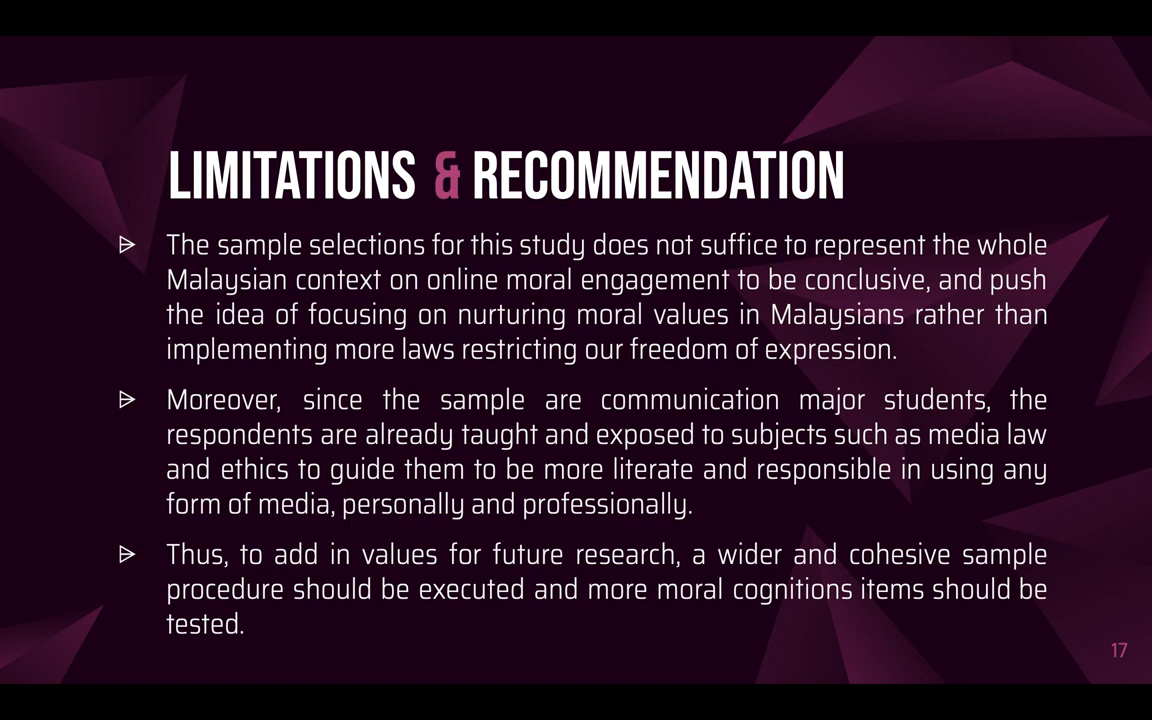 LIMITATIONS & RECOMMENDATION
The sample selections for this study does not suffice to represent the whole
Malaysian context on online moral engagement to be conclusive, and push
the idea of focusing on nurturing moral values in Malaysians rather than
implementing more laws restricting our freedom of expression.
Moreover, since the sample are communication major students, the
respondents are already taught and exposed to subjects such as media law
and ethics to guide them to be more literate and responsible in using any
form of media, personally and professionally.
Thus, to add in values for future research, a wider and cohesive sample
procedure should be executed and more moral cognitions items should be
tested.
17